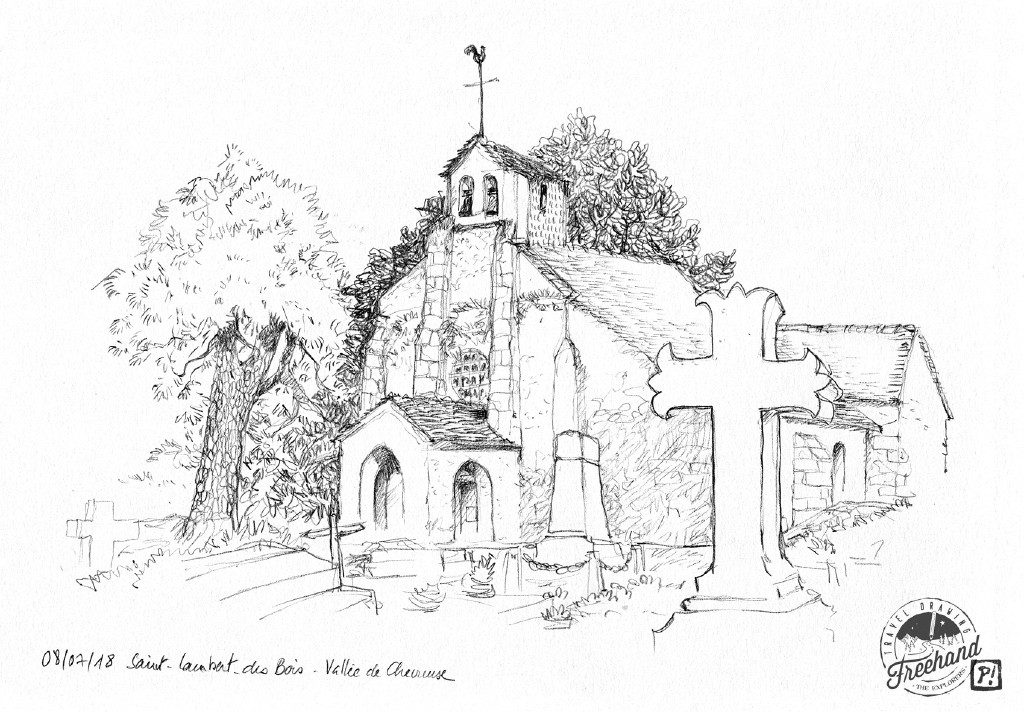 08/07/18 Saint-Lambert-des Bois - Vallée de Chevreuse
TRAVEL DRAWING
Freehand
THE EXPLORERS
P!